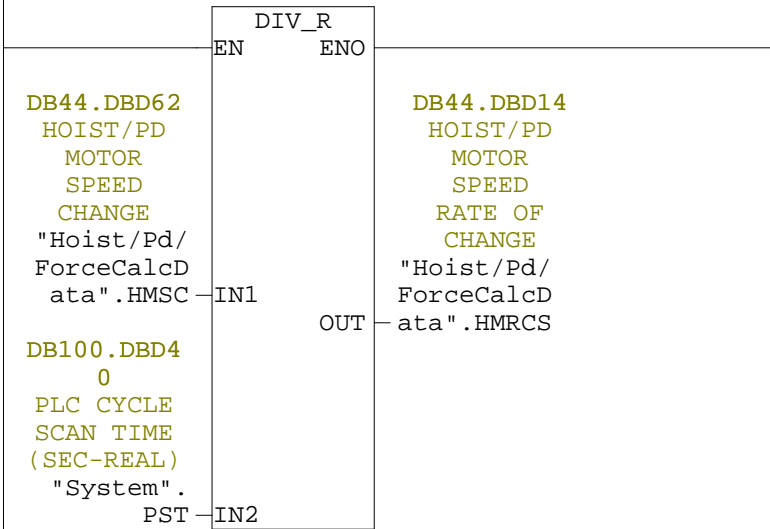 DIV_R
EN ENO
DB44.DBD62
HOIST/PD
MOTOR
SPEED
CHANGE
"Hoist/Pd/
ForceCalcD
ata".HMSC
IN1
DB44.DBD14
HOIST/PD
MOTOR
SPEED
RATE OF
CHANGE
"Hoist/Pd/
ForceCalcD
OUT ata".HMRCS
DB100.DBD4
0
PLC CYCLE
SCAN TIME
(SEC-REAL)
"System".
PST IN2